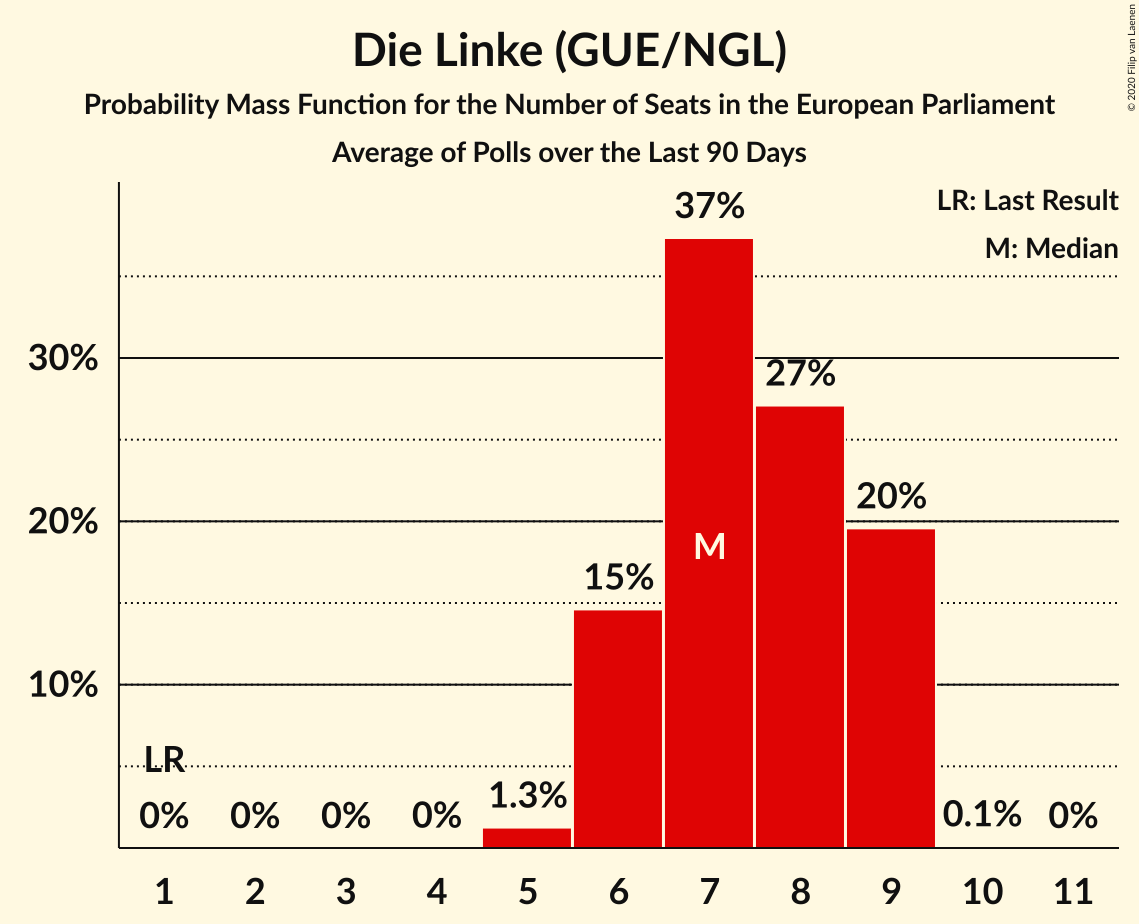 Die Linke (GUE/NGL)
Probability Mass Function for the Number of Seats in the European Parliament
Average of Polls over the Last 90 Days
© 2020 Filip van Laenen
LR: Last Result
M: Median
37%
30%
27%
20%
20%
M
15%
10%
LR
0%
0%
0%
0%
1.3%
0.1%
0%
1 2 3 4 5 6 7 8 9 10 11